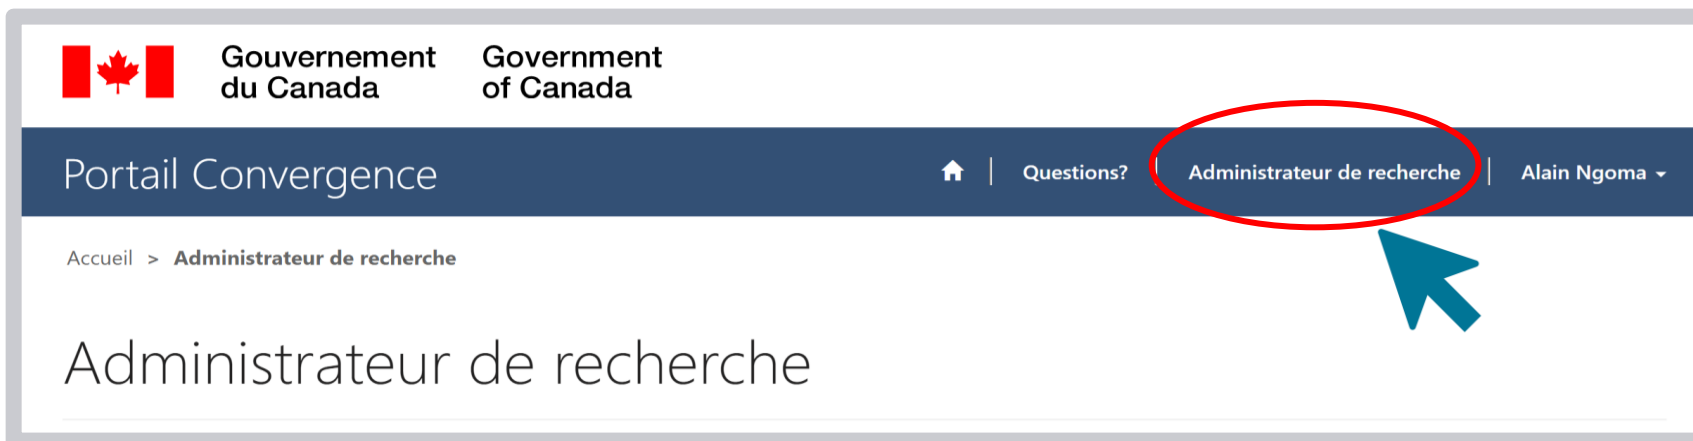 Gouvernement
du Canada
Government
of Canada
Portail Convergence
Questions?
Administrateur de recherche
Alain Ngoma
Accueil > Administrateur de recherche
Administrateur de recherche